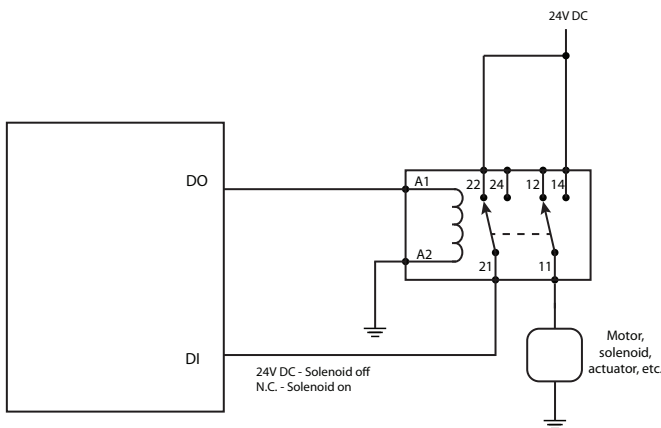 24V DC
DO
A1
22 24 12 14
A2
21 11
DI
24V DC - Solenoid off
N.C. - Solenoid on
Motor,
solenoid,
actuator, etc.